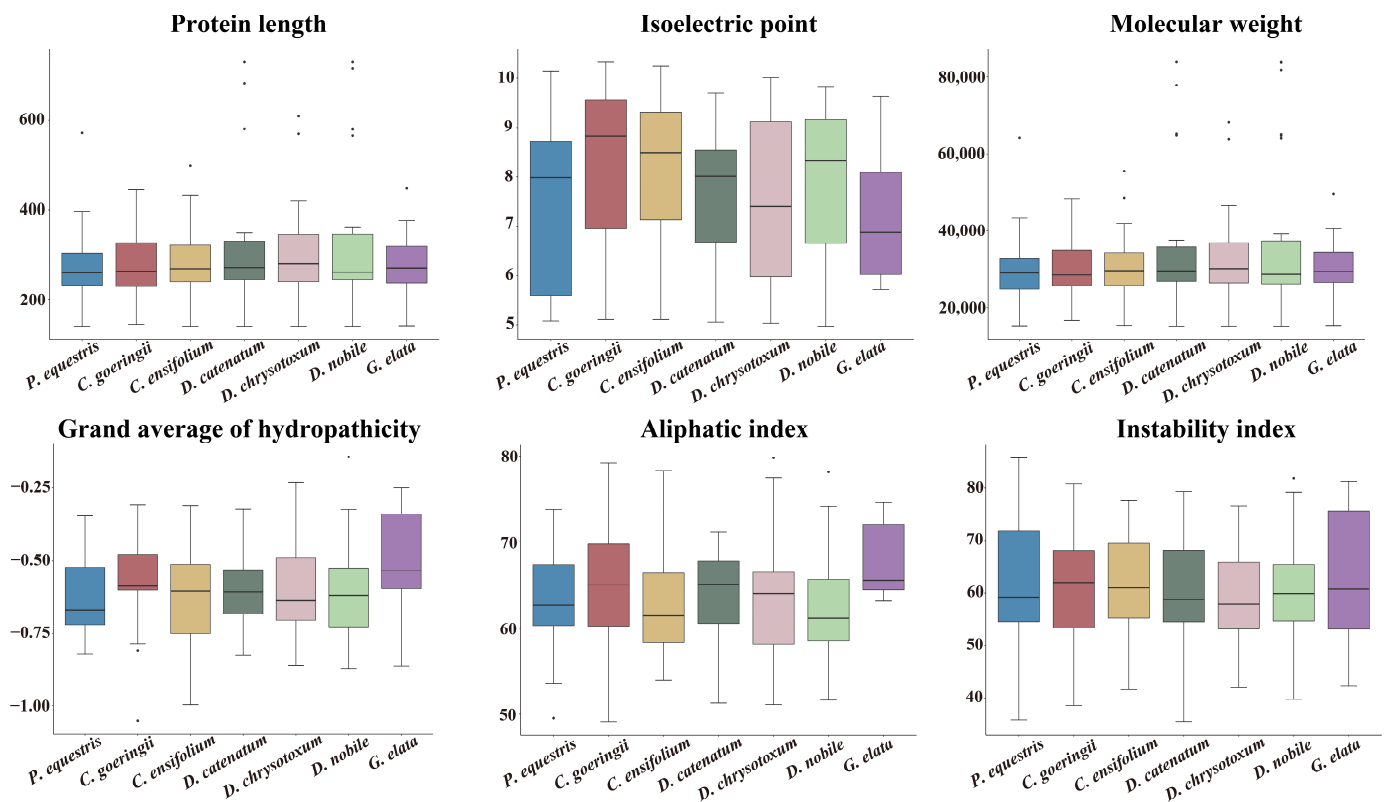 Protein length
Isoelectric point
Molecular weight
600
400
200
P. equestris
C. goeringii
C. ensifolium
D. catenatum
D. chrysotoxum
D. nobile
G. elata
10
9
8
7
6
5
P. equestris
C. goeringii
C. ensifolium
D. catenatum
D. chrysotoxum
D. nobile
G. elata
80,000
60,000
40,000
20,000
P. equestris
C. goeringii
C. ensifolium
D. catenatum
D. chrysotoxum
D. nobile
G. elata
Grand average of hydropathicity
Aliphatic index
Instability index
−0.25
−0.50
−0.75
−1.00
P. equestris
C. goeringii
C. ensifolium
D. catenatum
D. chrysotoxum
D. nobile
G. elata
80
70
60
50
P. equestris
C. goeringii
C. ensifolium
D. catenatum
D. chrysotoxum
D. nobile
G. elata
80
70
60
50
40
P. equestris
C. goeringii
C. ensifolium
D. catenatum
D. chrysotoxum
D. nobile
G. elata